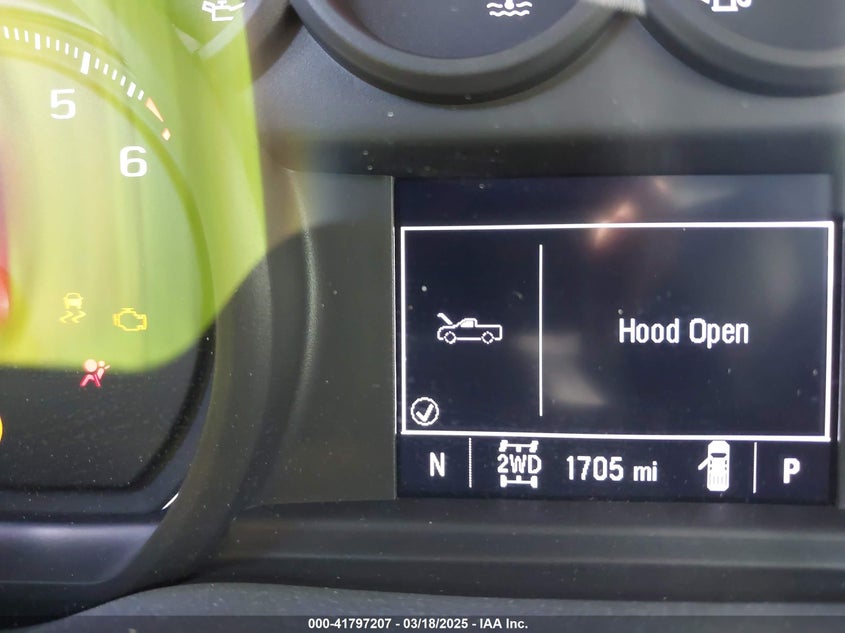 5
6
Hood Open
N 2WD 1705 mi P
000-41797207 - 03/18/2025 - IAA Inc.